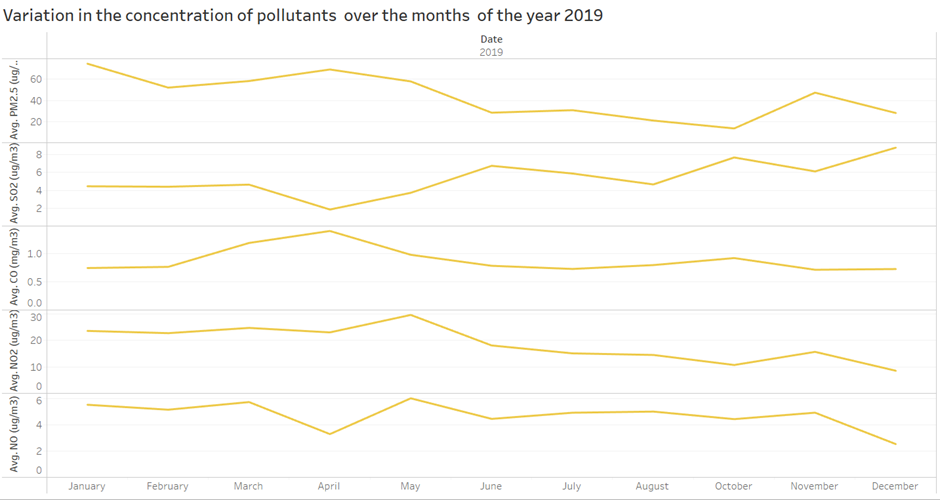 Variation in the concentration of pollutants over the months of the year 2019
Date
2019
Avg. PM2.5 (ug/..
60
40
20
Avg. SO2 (ug/m3)
8
6
4
2
Avg. CO (mg/m3)
1.0
0.5
0.0
Avg. NO2 (ug/m3)
30
20
10
0
Avg. NO (ug/m3)
6
4
2
0
January February March April May June July August October November December